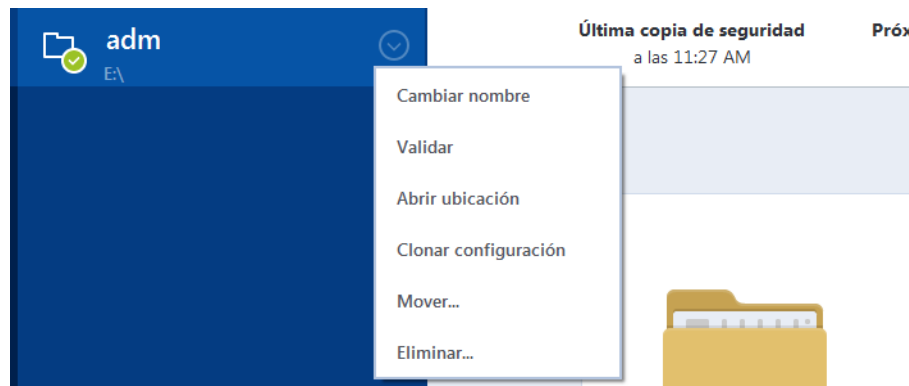 adm
E:\
Última copia de seguridad
a las 11:27 AM
Cambiar nombre
Validar
Abrir ubicación
Clonar configuración
Mover...
Eliminar...